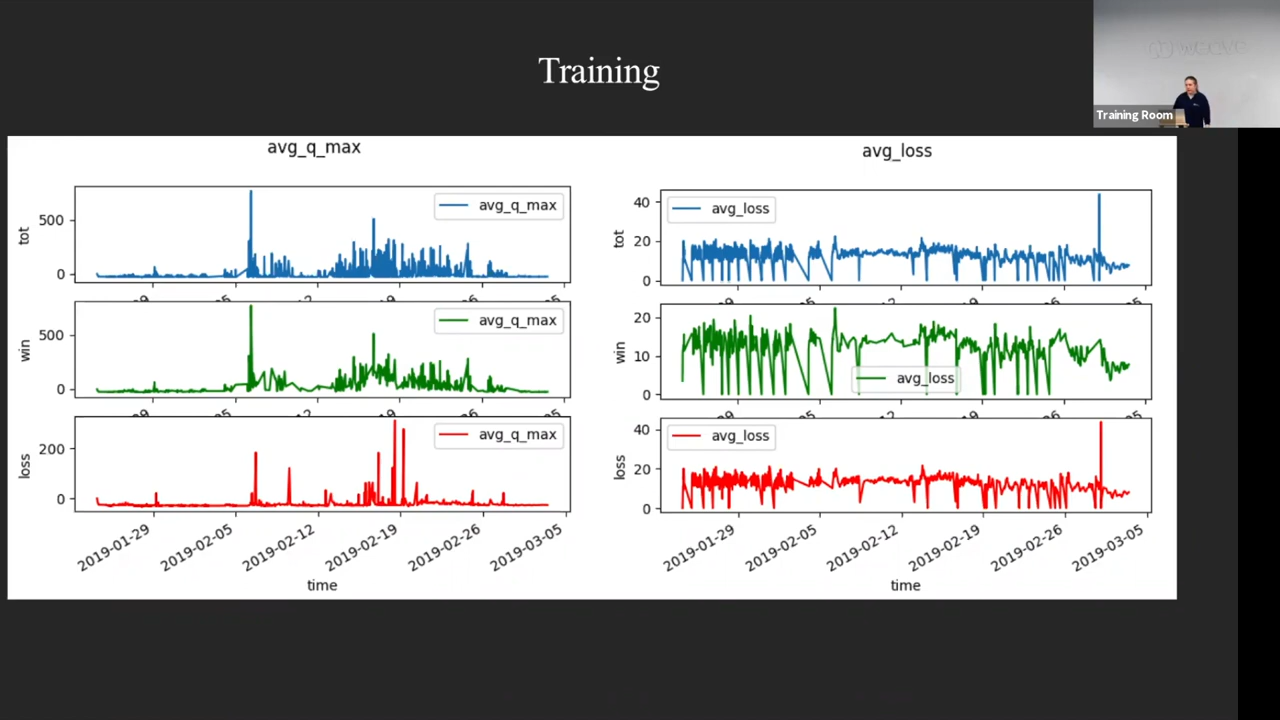 Training
weave
Training Room
avg_q_max
avg_q_max
tot
500
0
avg_q_max
win
500
0
avg_q_max
loss
200
0
2019-01-29
2019-02-05
2019-02-12
2019-02-19
2019-02-26
2019-03-05
time
avg_loss
avg_loss
tot
40
20
0
avg_loss
win
20
10
0
avg_loss
loss
40
20
0
2019-01-29
2019-02-05
2019-02-12
2019-02-19
2019-02-26
2019-03-05
time